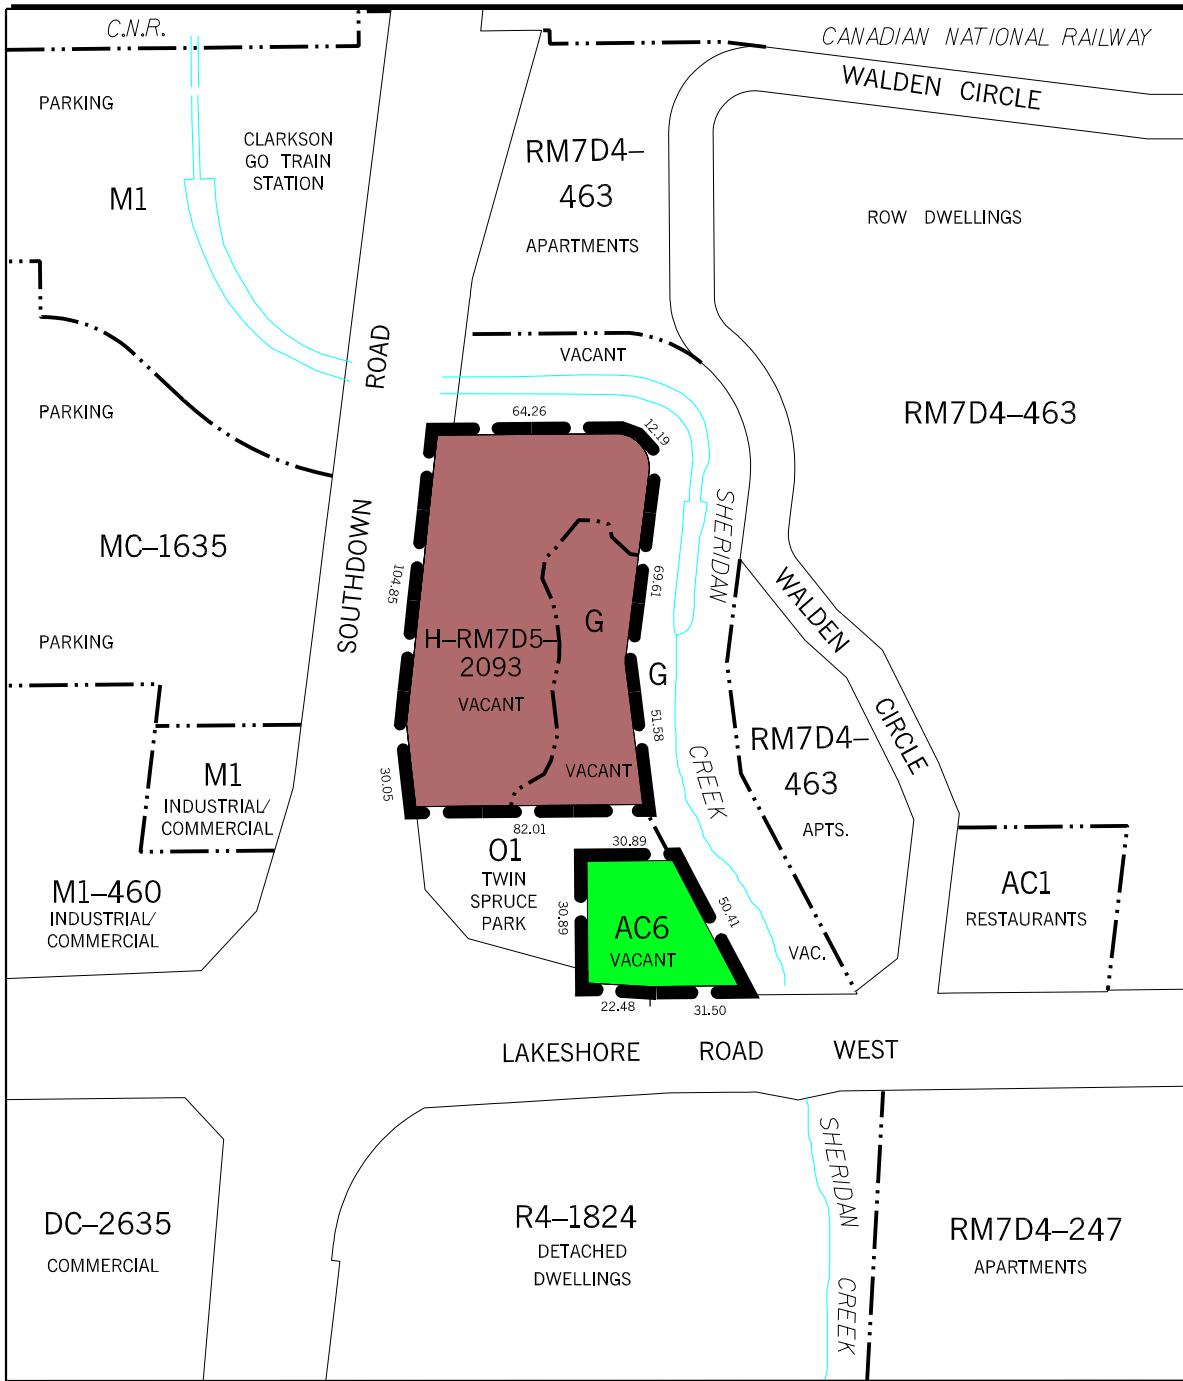 C.N.R.
CANADIAN NATIONAL RAILWAY
WALDEN CIRCLE
PARKING
CLARKSON
GO TRAIN
STATION
M1
RM7D4–
463
APARTMENTS
ROW DWELLINGS
ROAD
VACANT
PARKING
RM7D4–463
64.26
12.19
SOUTHDOWN
SHERIDAN
MC–1635
104.85
69.61
WALDEN
PARKING
H–RM7D5–
2093
VACANT
G
G
51.58
CIRCLE
RM7D4–
463
APTS.
CREEK
M1
INDUSTRIAL/
COMMERCIAL
30.05
VACANT
82.01
30.89
O1
TWIN
SPRUCE
PARK
M1–460
INDUSTRIAL/
COMMERCIAL
30.89
AC6
VACANT
50.41
VAC.
AC1
RESTAURANTS
22.48
31.50
LAKESHORE ROAD WEST
SHERIDAN
CREEK
DC–2635
COMMERCIAL
R4–1824
DETACHED
DWELLINGS
RM7D4–247
APARTMENTS